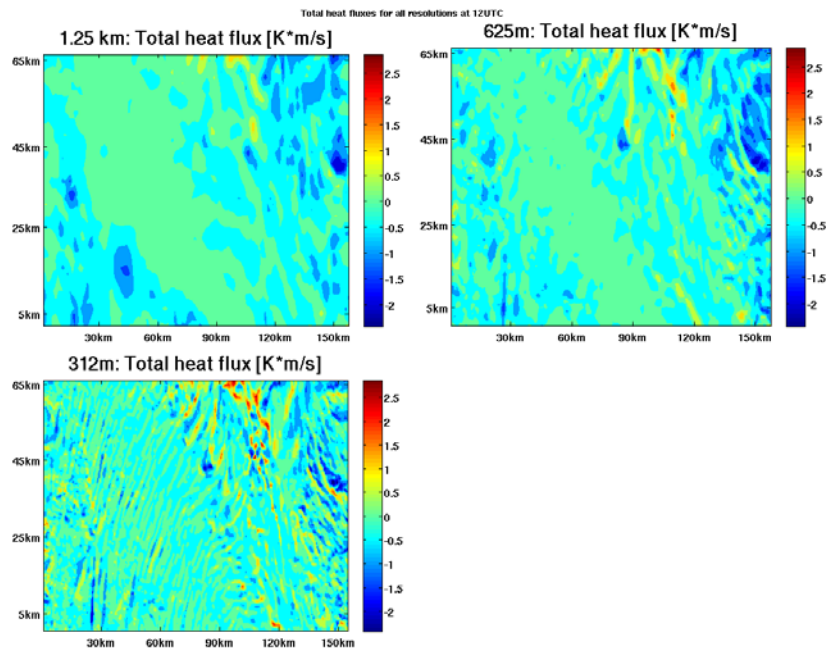 Total heat fluxes for all resolutions at 12UTC
1.25 km: Total heat flux [K*m/s]
65km
45km
25km
5km
30km 70km 110km 150km
2.5
2
1.5
1
0.5
0
-0.5
-1
-1.5
-2
625m: Total heat flux [K*m/s]
65km
45km
25km
5km
30km 60km 90km 120km 150km
2.5
2
1.5
1
0.5
0
-0.5
-1
-1.5
-2
312m: Total heat flux [K*m/s]
65km
45km
25km
5km
30km 60km 90km 120km 150km
2.5
2
1.5
1
0.5
0
-0.5
-1
-1.5
-2